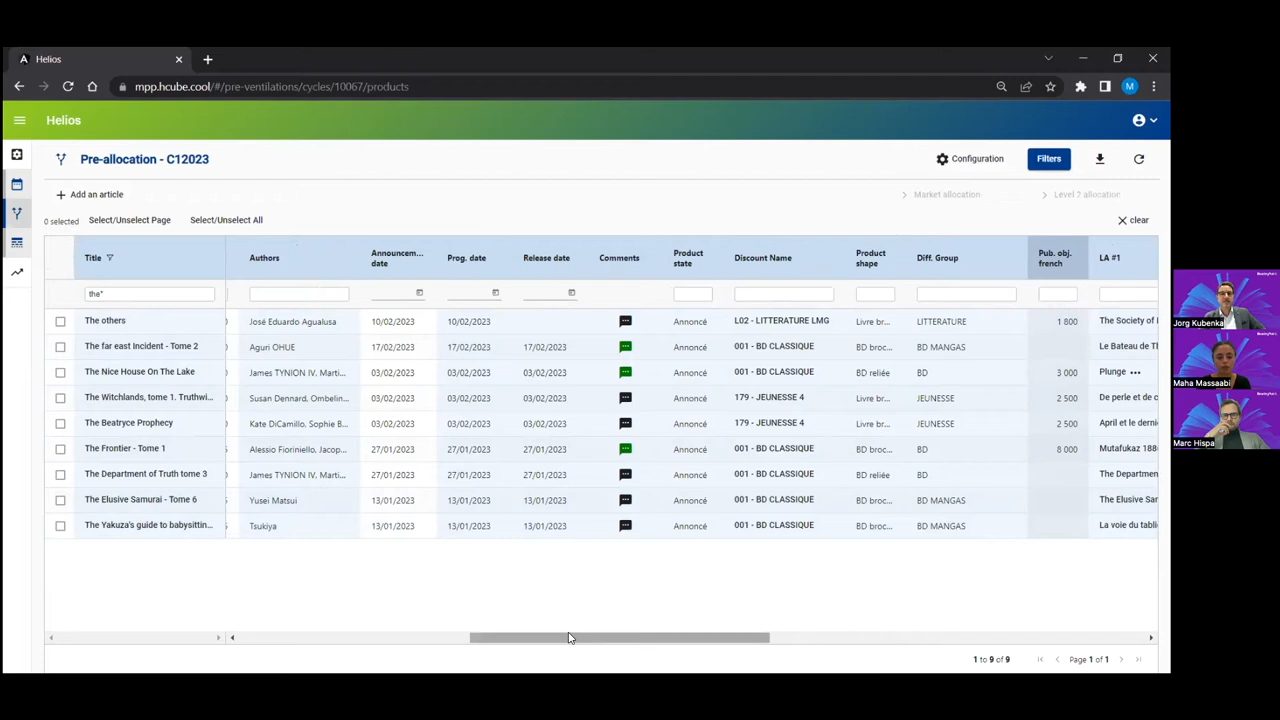 Helios
mpp.hcube.cool/#/pre-ventilations/cycles/10067/products
M
Helios
Pre-allocation - C12023
Configuration
Filters
Add an article
Market allocation
Level 2 allocation
0 selected Select/Unselect Page Select/Unselect All
clear
Title Authors Announcem... date Prog. date Release date Comments Product state Discount Name Product shape Diff. Group Pub. obj. french LA #1
the*
The others José Eduardo Agualusa 10/02/2023 10/02/2023 Annoncé L02 - LITTERATURE LMG Livre br... LITTERATURE 1 800 The Society of
The far east Incident - Tome 2 Aguri OHUE 17/02/2023 17/02/2023 17/02/2023 Annoncé 001 - BD CLASSIQUE BD broc... BD MANGAS Le Bateau de Th
The Nice House On The Lake James TYNION IV, Marti... 03/02/2023 03/02/2023 03/02/2023 Annoncé 001 - BD CLASSIQUE BD reliée BD 3 000 Plunge •••
The Witchlands, tome 1. Truthwi... Susan Dennard, Ombelin... 03/02/2023 03/02/2023 03/02/2023 Annoncé 179 - JEUNESSE 4 Livre br... JEUNESSE 2 500 De perle et de c
The Beatryce Prophecy Kate DiCamillo, Sophie B... 03/02/2023 03/02/2023 03/02/2023 Annoncé 179 - JEUNESSE 4 Livre br... JEUNESSE 2 500 April et le dernie
The Frontier - Tome 1 Alessio Fioriniello, Jacop... 27/01/2023 27/01/2023 27/01/2023 Annoncé 001 - BD CLASSIQUE BD broc... BD 8 000 Mutafukaz 188
The Department of Truth tome 3 James TYNION IV, Marti... 27/01/2023 27/01/2023 27/01/2023 Annoncé 001 - BD CLASSIQUE BD reliée BD The Departmen
The Elusive Samurai - Tome 6 Yusei Matsui 13/01/2023 13/01/2023 13/01/2023 Annoncé 001 - BD CLASSIQUE BD broc... BD MANGAS The Elusive Sar
The Yakuza's guide to babysittin... Tsukiya 13/01/2023 13/01/2023 13/01/2023 Annoncé 001 - BD CLASSIQUE BD broc... BD MANGAS La voie du tabli
1 to 9 of 9 Page 1 of 1
Jorg Kubenka
Maha Massaabi
Marc Hispa